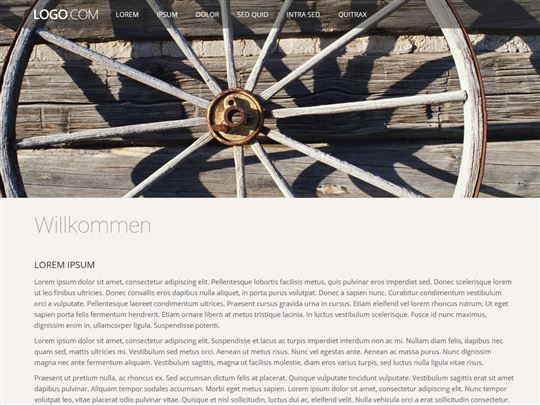 LOGO.COM LOREM IPSUM DOLOR SED QUID INTRA SED QUITRAX
Willkommen
LOREM IPSUM
Lorem ipsum dolor sit amet, consectetur adipiscing elit. Pellentesque lobortis facilisis metus, quis pulvinar eros imperdiet sed. Donec scelerisque lorem
ut leo finibus ultricies. Donec convallis eros dapibus nulla aliquet, in porta purus volutpat. Donec a sapien nunc. Curabitur condimentum vestibulum
orci a vulputate. Pellentesque laoreet condimentum ultrices. Praesent cursus gravida urna in cursus. Etiam eleifend vel lorem rhoncus rutrum. Ut eget
sapien porta felis fermentum hendrerit. Etiam ornare libero at metus tincidunt lacinia. In quis vestibulum scelerisque. Fusce id nunc maximus,
dignissim enim in, ullamcorper ligula. Suspendisse potenti.
Lorem ipsum dolor sit amet, consectetur adipiscing elit. Suspendisse et lacus ac turpis imperdiet interdum non ac mi. Nullam diam felis, dapibus nec
quam sed, mattis ultricies mi. Vestibulum sed metus orci. Aenean ut metus risus. Nunc vel egestas ante. Aenean ac massa purus. Nunc dignissim
magna nec ante fermentum aliquam. Vestibulum sagittis, magna ut facilisis molestie, diam eros varius turpis, sed luctus nulla ligula vitae eros.
Praesent ut pretium nulla, ac rhoncus ex. Sed accumsan dictum felis at placerat. Quisque vulputate tincidunt vulputate. Vestibulum sagittis erat sit amet
dapibus pulvinar. Aliquam tempor sodales accumsan. Morbi eget metus sapien. Lorem ipsum dolor sit amet, consectetur adipiscing elit. Nunc tempor
volutpat leo, vitae placerat odio vulputate id. Quisque et nisl sollicitudin, luctus dui ac, eleifend nulla. Nulla vehicula erat a erat sollicitudin consectetur.